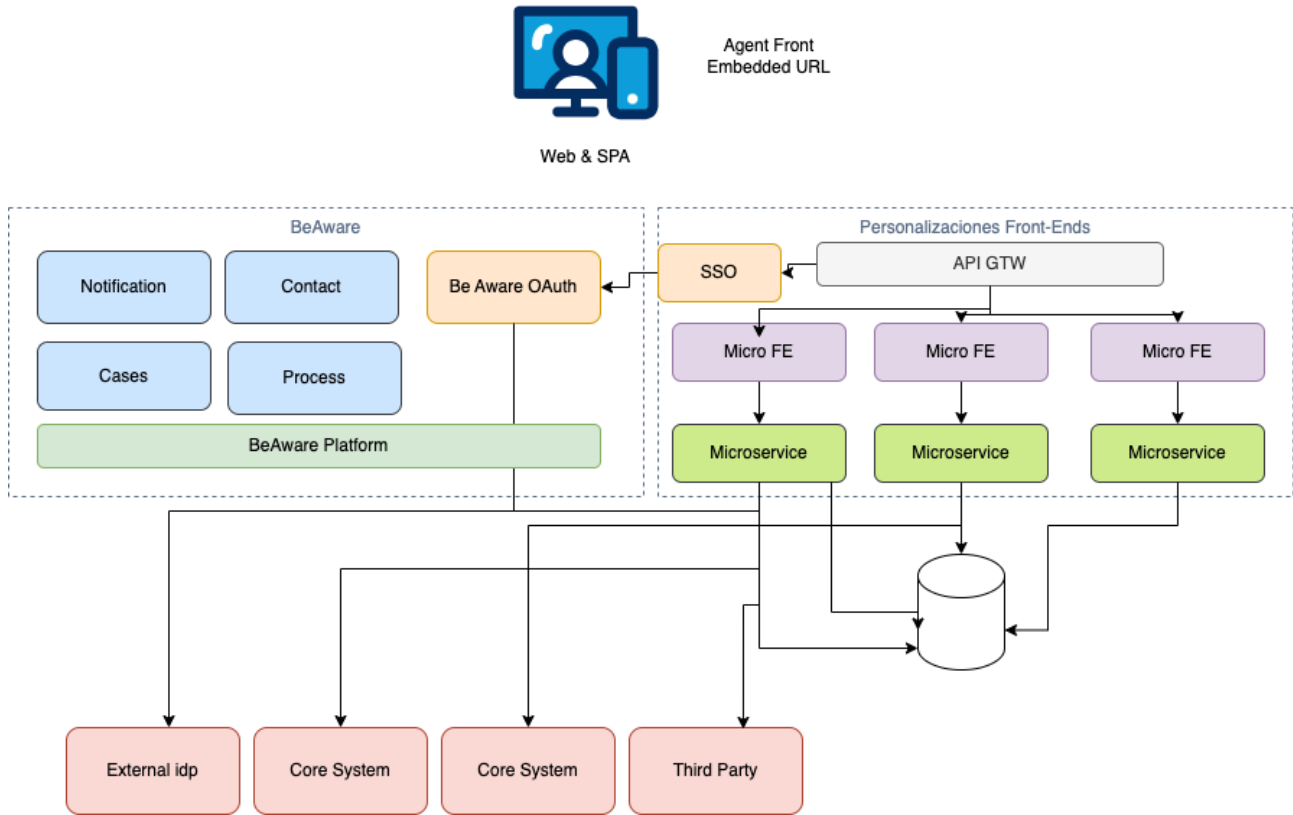 Agent Front
Embedded URL
Web & SPA
BeAware
Personalizaciones Front-Ends
Notification
Contact
Be Aware OAuth
SSO
API GTW
Cases
Process
Micro FE
Micro FE
Micro FE
BeAware Platform
Microservice
Microservice
Microservice
External idp
Core System
Core System
Third Party